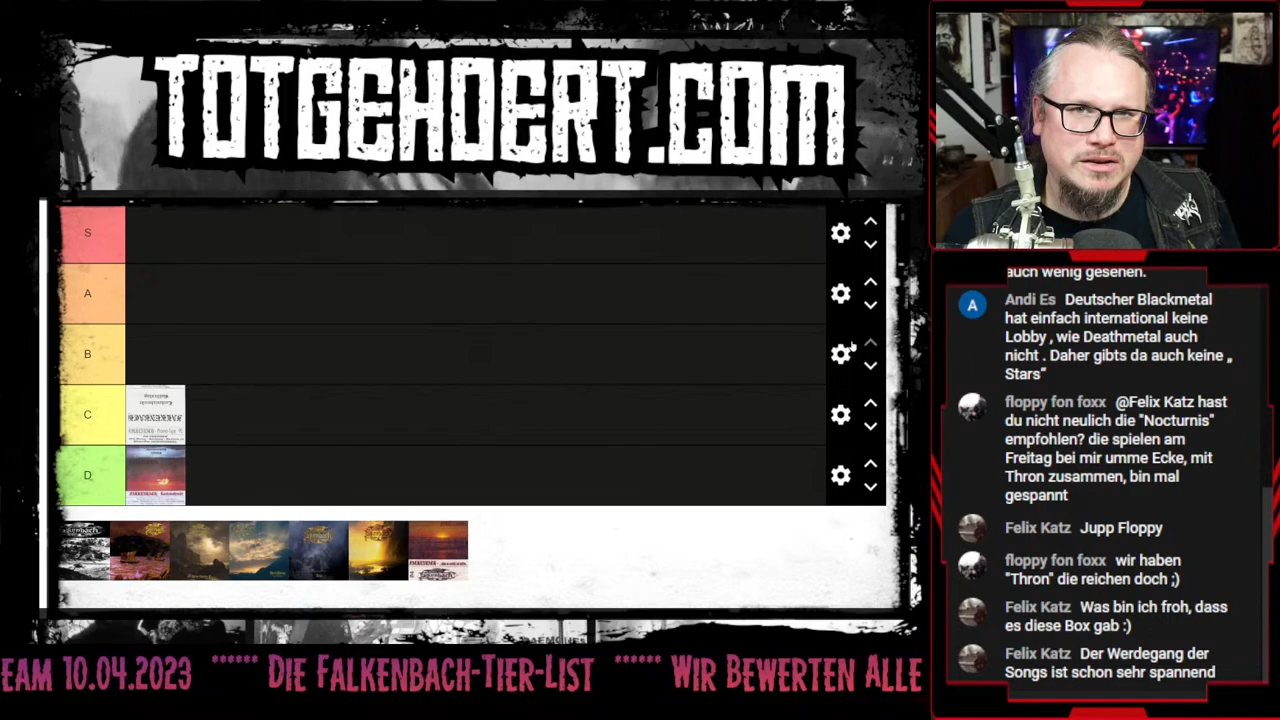 TOTGEHOERT.COM
S
A
B
C
D
auch wenig gesehen.
A
Andi Es Deutscher Blackmetal
hat einfach international keine
Lobby , wie Deathmetal auch
nicht . Daher gibts da auch keine „
Stars“
floppy fon foxx @Felix Katz hast
du nicht neulich die "Nocturnis"
empfohlen? die spielen am
Freitag bei mir umme Ecke, mit
Thron zusammen, bin mal
gespannt
Felix Katz Jupp Floppy
floppy fon foxx wir haben
"Thron" die reichen doch ;)
Felix Katz Was bin ich froh, dass
es diese Box gab :)
Felix Katz Der Werdegang der
Songs ist schon sehr spannend
EAM 10.04.2023 ****** DIE FALKENBACH-TIER-LIST ****** WIR BEWERTEN ALLE